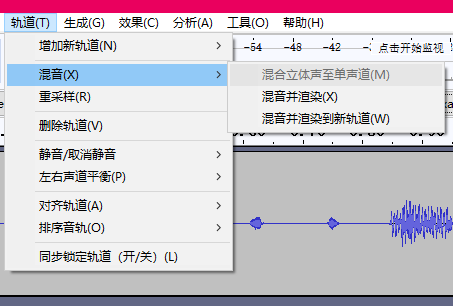 轨道(T) 生成(G) 效果(C) 分析(A) 工具(O) 帮助(H)
增加新轨道(N)
-54 -48 点击开始监视
混音(X)
混合立体声至单声道(M)
重采样(R)
混音并渲染(X)
删除轨道(V)
混音并渲染到新轨道(W)
静音/取消静音
左右声道平衡(P)
对齐轨道(A)
排序音轨(O)
同步锁定轨道（开/关）(L)